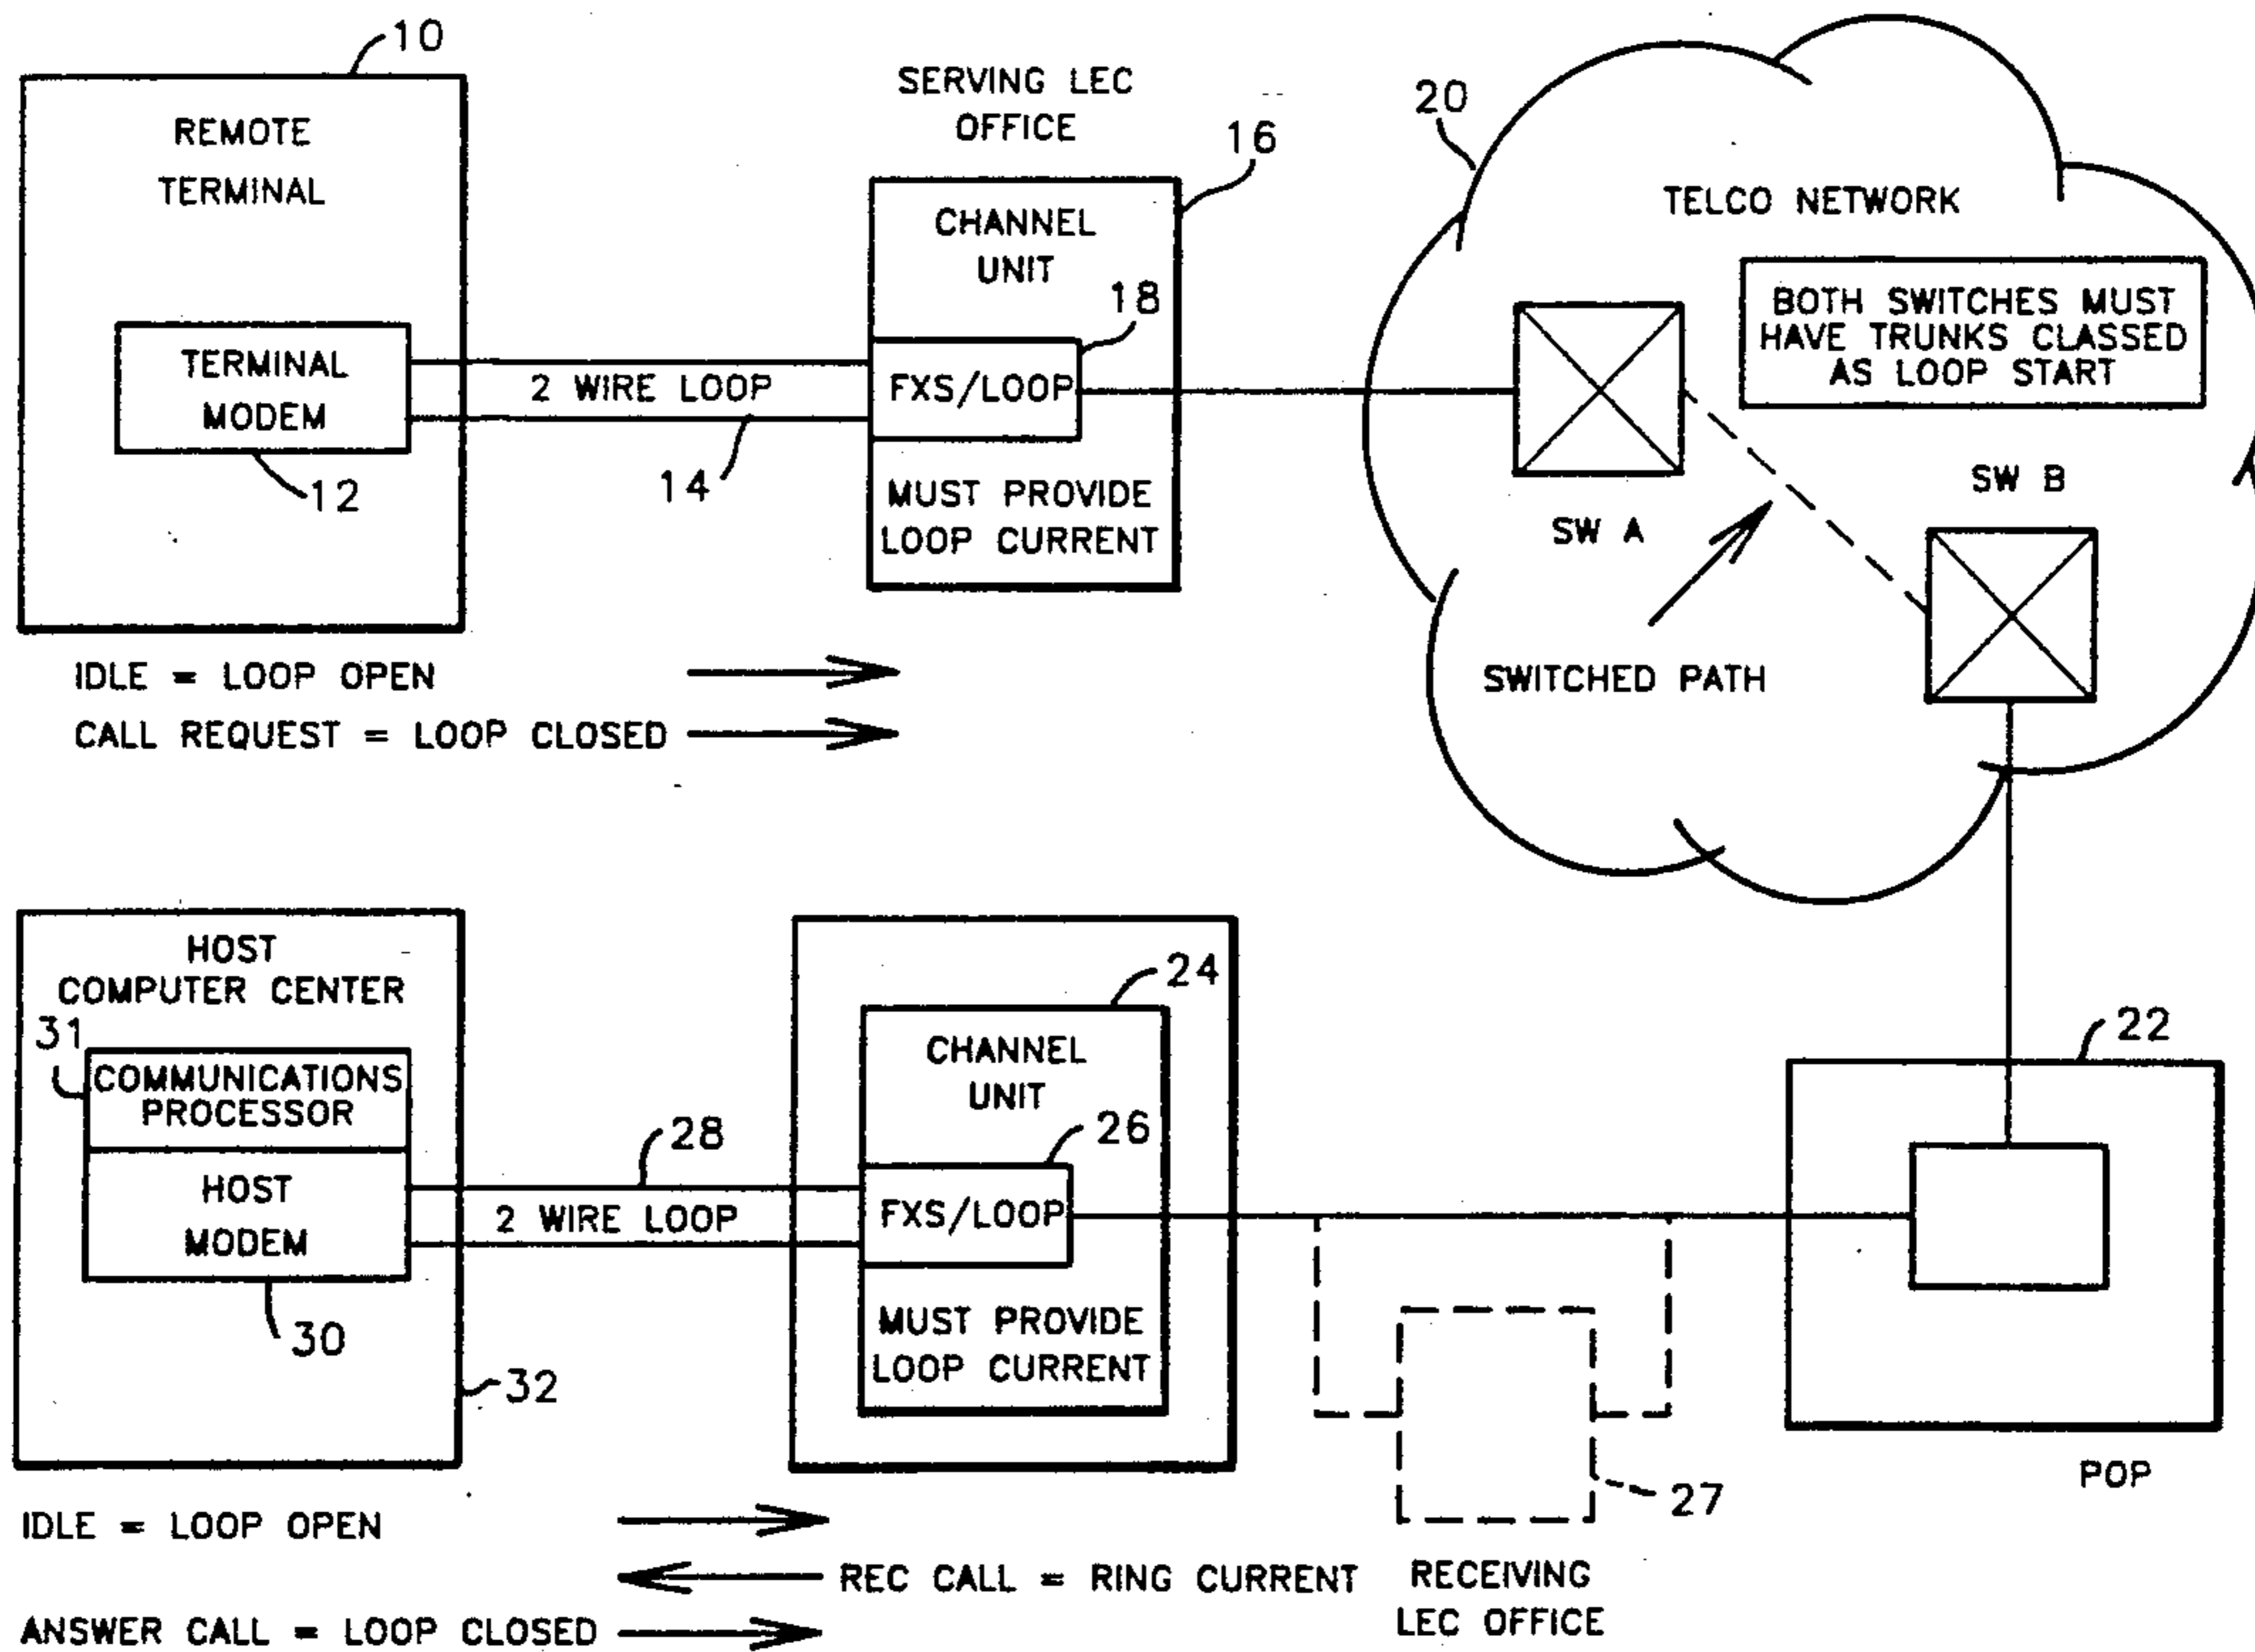 10
REMOTE
TERMINAL
TERMINAL
MODEM
12
2 WIRE LOOP
14
SERVING LEC
OFFICE
16
CHANNEL
UNIT
18
FXS/LOOP
MUST PROVIDE
LOOP CURRENT
20
TELCO NETWORK
BOTH SWITCHES MUST
HAVE TRUNKS CLASSED
AS LOOP START
SW A
SW B
SWITCHED PATH
IDLE = LOOP OPEN
CALL REQUEST = LOOP CLOSED
HOST
COMPUTER CENTER
31
COMMUNICATIONS
PROCESSOR
HOST
MODEM
30
32
28
2 WIRE LOOP
24
CHANNEL
UNIT
26
FXS/LOOP
MUST PROVIDE
LOOP CURRENT
22
POP
27
RECEIVING
LEC OFFICE
IDLE = LOOP OPEN
REC CALL = RING CURRENT
ANSWER CALL = LOOP CLOSED